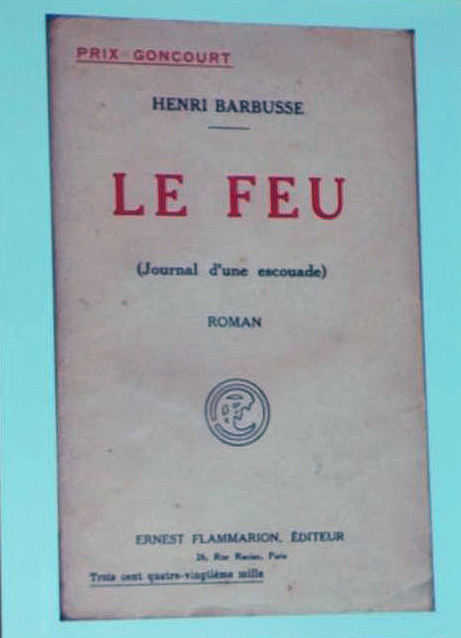 PRIX GONCOURT
HENRI BARBUSSE
LE FEU
(Journal d'une escouade)
ROMAN
ERNEST FLAMMARION, ÉDITEUR
26, Rue Racine, Paris
Trois cent quatre-vingtième mille